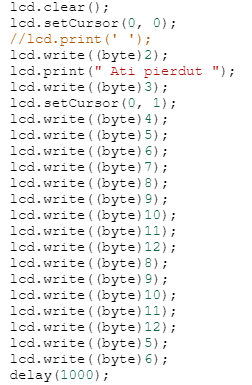 lcd.clear();
lcd.setCursor(0, 0);
//lcd.print(' ');
lcd.write((byte)2);
lcd.print(" Ati pierdut ");
lcd.write((byte)3);
lcd.setCursor(0, 1);
lcd.write((byte)4);
lcd.write((byte)5);
lcd.write((byte)6);
lcd.write((byte)7);
lcd.write((byte)8);
lcd.write((byte)9);
lcd.write((byte)10);
lcd.write((byte)11);
lcd.write((byte)12);
lcd.write((byte)8);
lcd.write((byte)9);
lcd.write((byte)10);
lcd.write((byte)11);
lcd.write((byte)12);
lcd.write((byte)5);
lcd.write((byte)6);
delay(1000);